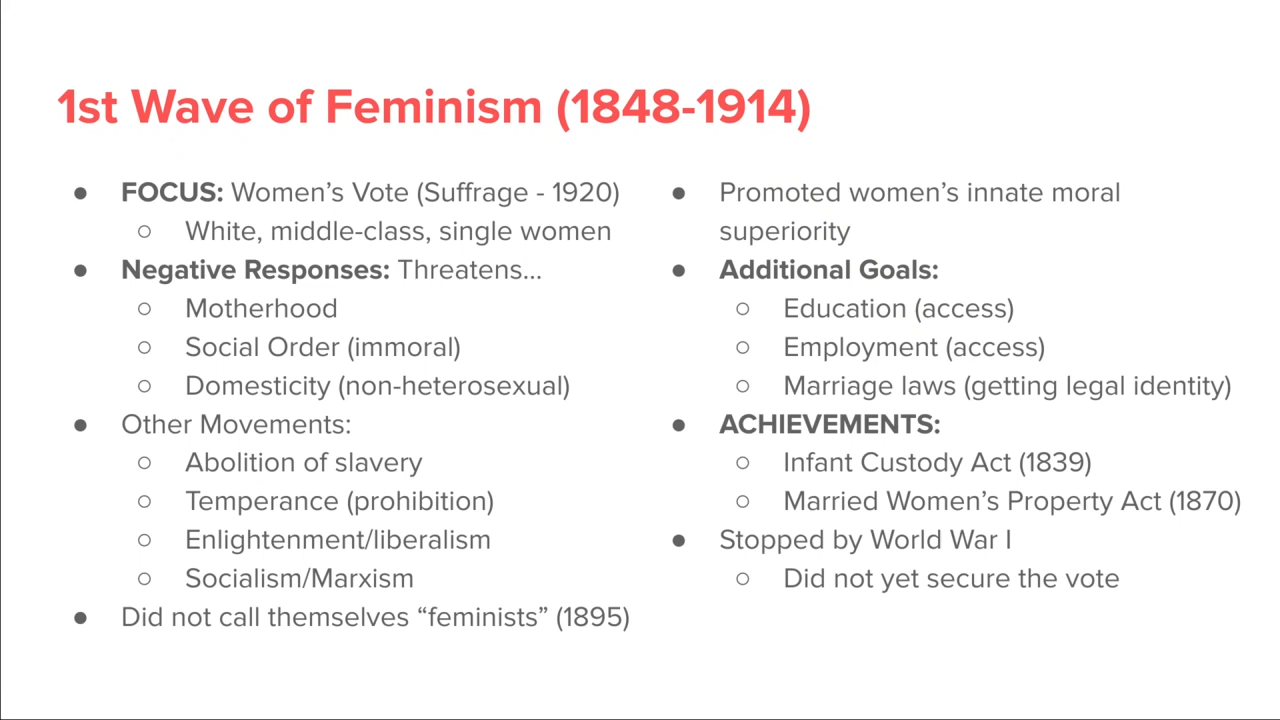 1st Wave of Feminism (1848-1914)
● FOCUS: Women’s Vote (Suffrage - 1920)
○ White, middle-class, single women
● Negative Responses: Threatens...
○ Motherhood
○ Social Order (immoral)
○ Domesticity (non-heterosexual)
● Other Movements:
○ Abolition of slavery
○ Temperance (prohibition)
○ Enlightenment/liberalism
○ Socialism/Marxism
● Did not call themselves “feminists” (1895)
● Promoted women’s innate moral
superiority
● Additional Goals:
○ Education (access)
○ Employment (access)
○ Marriage laws (getting legal identity)
● ACHIEVEMENTS:
○ Infant Custody Act (1839)
○ Married Women’s Property Act (1870)
● Stopped by World War I
○ Did not yet secure the vote